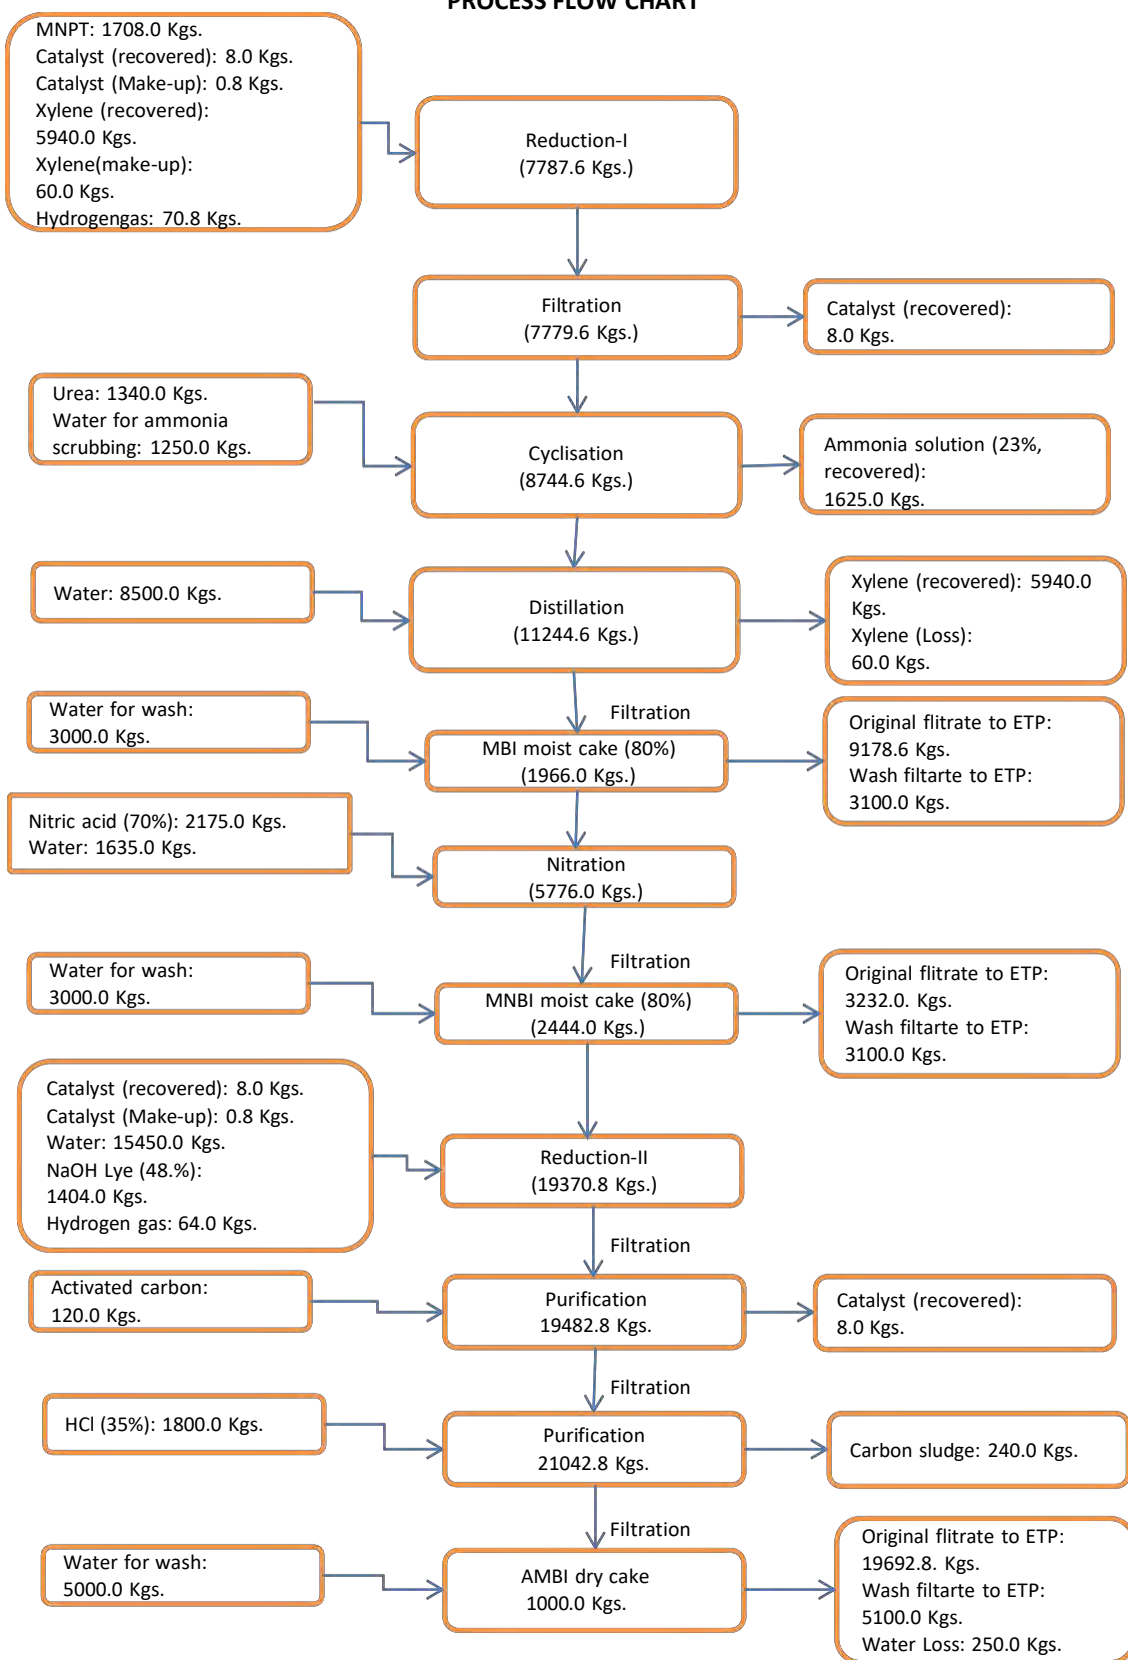 PROCESS FLOW CHART
MNPT: 1708.0 Kgs.
Catalyst (recovered): 8.0 Kgs.
Catalyst (Make-up): 0.8 Kgs.
Xylene (recovered):
5940.0 Kgs.
Xylene(make-up):
60.0 Kgs.
Hydrogengas: 70.8 Kgs.
Reduction-I
(7787.6 Kgs.)
Filtration
(7779.6 Kgs.)
Catalyst (recovered):
8.0 Kgs.
Urea: 1340.0 Kgs.
Water for ammonia
scrubbing: 1250.0 Kgs.
Cyclisation
(8744.6 Kgs.)
Ammonia solution (23%,
recovered):
1625.0 Kgs.
Water: 8500.0 Kgs.
Distillation
(11244.6 Kgs.)
Xylene (recovered): 5940.0
Kgs.
Xylene (Loss):
60.0 Kgs.
Filtration
Water for wash:
3000.0 Kgs.
MBI moist cake (80%)
(1966.0 Kgs.)
Original flitrate to ETP:
9178.6 Kgs.
Wash filtarte to ETP:
3100.0 Kgs.
Nitric acid (70%): 2175.0 Kgs.
Water: 1635.0 Kgs.
Nitration
(5776.0 Kgs.)
Filtration
Water for wash:
3000.0 Kgs.
MNBI moist cake (80%)
(2444.0 Kgs.)
Original flitrate to ETP:
3232.0. Kgs.
Wash filtarte to ETP:
3100.0 Kgs.
Catalyst (recovered): 8.0 Kgs.
Catalyst (Make-up): 0.8 Kgs.
Water: 15450.0 Kgs.
NaOH Lye (48.%):
1404.0 Kgs.
Hydrogen gas: 64.0 Kgs.
Reduction-II
(19370.8 Kgs.)
Filtration
Activated carbon:
120.0 Kgs.
Purification
19482.8 Kgs.
Catalyst (recovered):
8.0 Kgs.
Filtration
HCl (35%): 1800.0 Kgs.
Purification
21042.8 Kgs.
Carbon sludge: 240.0 Kgs.
Filtration
Water for wash:
5000.0 Kgs.
AMBI dry cake
1000.0 Kgs.
Original flitrate to ETP:
19692.8. Kgs.
Wash filtarte to ETP:
5100.0 Kgs.
Water Loss: 250.0 Kgs.